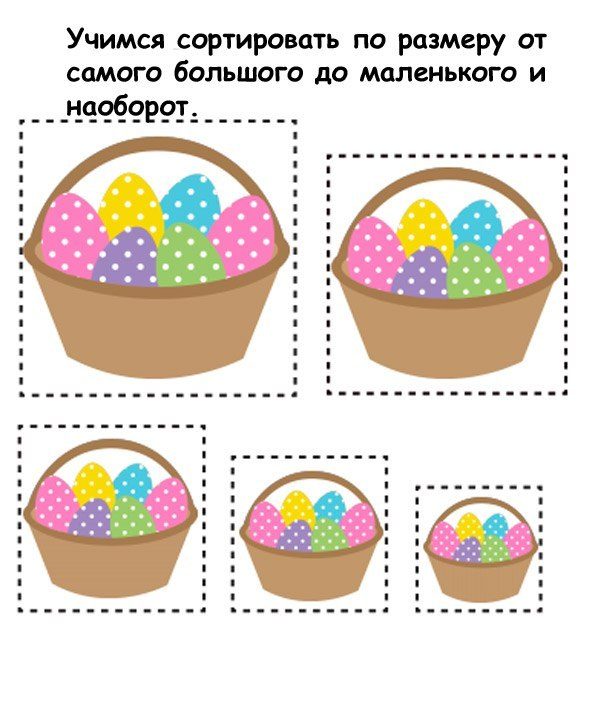 Учимся сортировать по размеру от
самого большого до маленького и
наоборот.